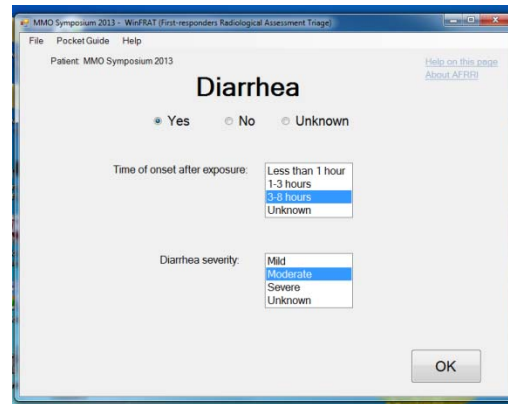 MMO Symposium 2013 - WinFRAT (First-responders Radiological Assessment Triage)
File Pocket Guide Help
Patient: MMO Symposium 2013
Help on this page
About AFRRI
Diarrhea
Yes No Unknown
Time of onset after exposure:
Less than 1 hour
1-3 hours
3-8 hours
Unknown
Diarrhea severity:
Mild
Moderate
Severe
Unknown
OK